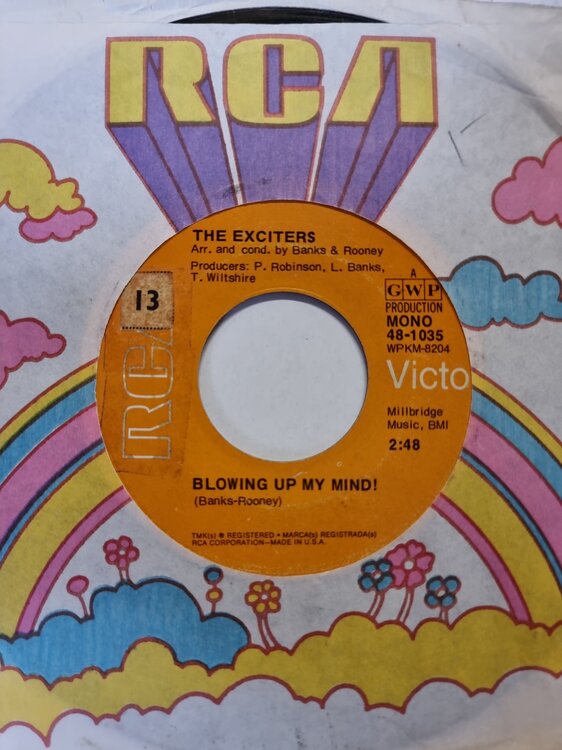 RCA
THE EXCITERS
Arr. and cond. by Banks & Rooney
Producers: P. Robinson, L. Banks,
T. Wiltshire
13
RCA
A
GWP
PRODUCTION
MONO
48-1035
WPKM-8204
Victo
Millbridge
Music, BMI
2:48
BLOWING UP MY MIND!
(Banks-Rooney)
TMK(s) ® REGISTERED • MARCA(s) REGISTRADA(s)
RCA CORPORATION—MADE IN U.S.A.